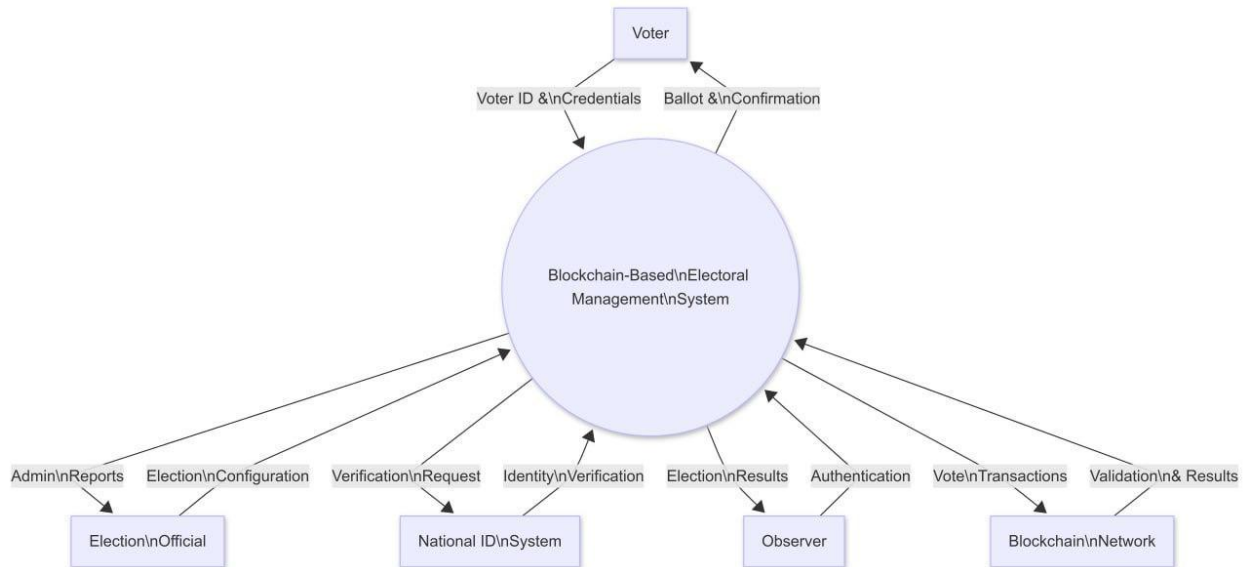 Voter
Voter ID &\nCredentials
Ballot &\nConfirmation
Blockchain-Based\nElectoral
Management\nSystem
Admin\nReports
Election\nConfiguration
Verification\nRequest
Identity\nVerification
Election\nResults
Authentication
Vote\nTransactions
Validation\n& Results
Election\nOfficial
National ID\nSystem
Observer
Blockchain\nNetwork